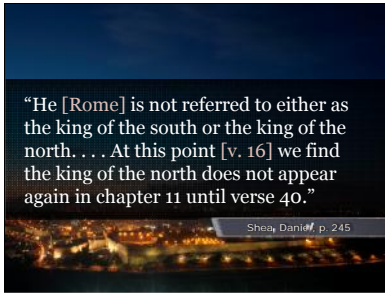 “He [Rome] is not referred to either as
the king of the south or the king of the
north. . . . At this point [v. 16] we find
the king of the north does not appear
again in chapter 11 until verse 40.”
Shea, Daniel, p. 245